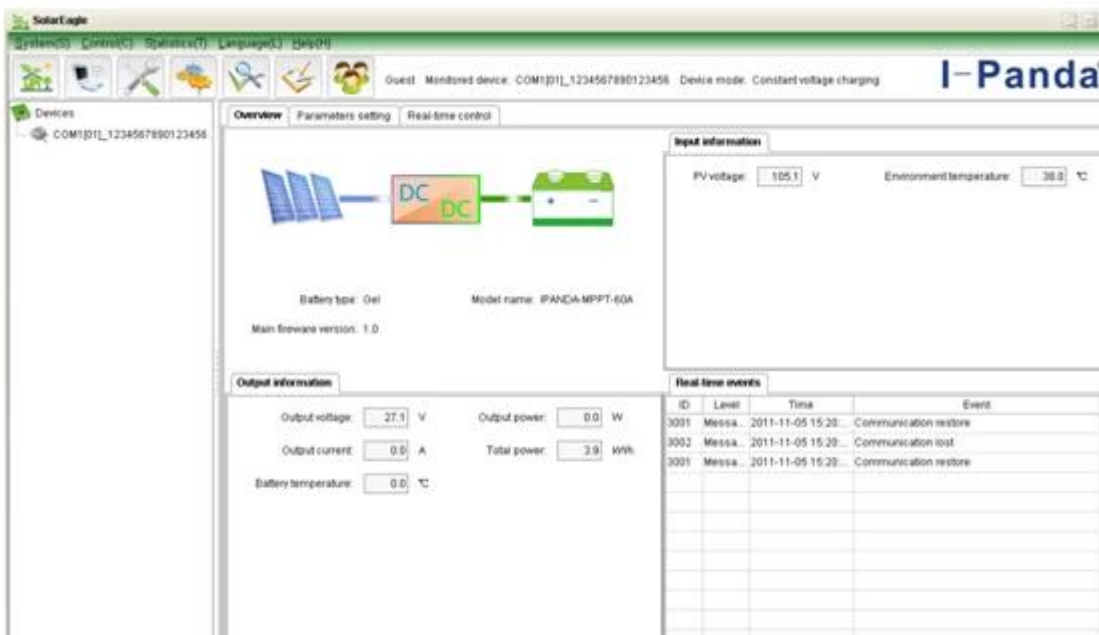 SolarEagle
System(S) Control(C) Statistics(T) Language(L) Help(H)
Guest Monitored device: COM1[01]_1234567890123456 Device mode: Constant voltage charging
I-Panda
Devices
COM1[01]_1234567890123456
Overview Parameters setting Real-time control
DC
DC
+ −
Battery type: Gel Model name: IPANDA-MPPT-60A
Main fireware version: 1.0
Input information
PV voltage: 105.1 V Environment temperature: 38.0 ℃
Output information
Output voltage: 27.1 V Output power: 0.0 W
Output current: 0.0 A Total power: 3.9 kWh
Battery temperature: 0.0 ℃
Real-time events
ID Level Time Event
3001 Messa... 2011-11-05 15:20:... Communication restore
3002 Messa... 2011-11-05 15:20:... Communication lost
3001 Messa... 2011-11-05 15:20:... Communication restore